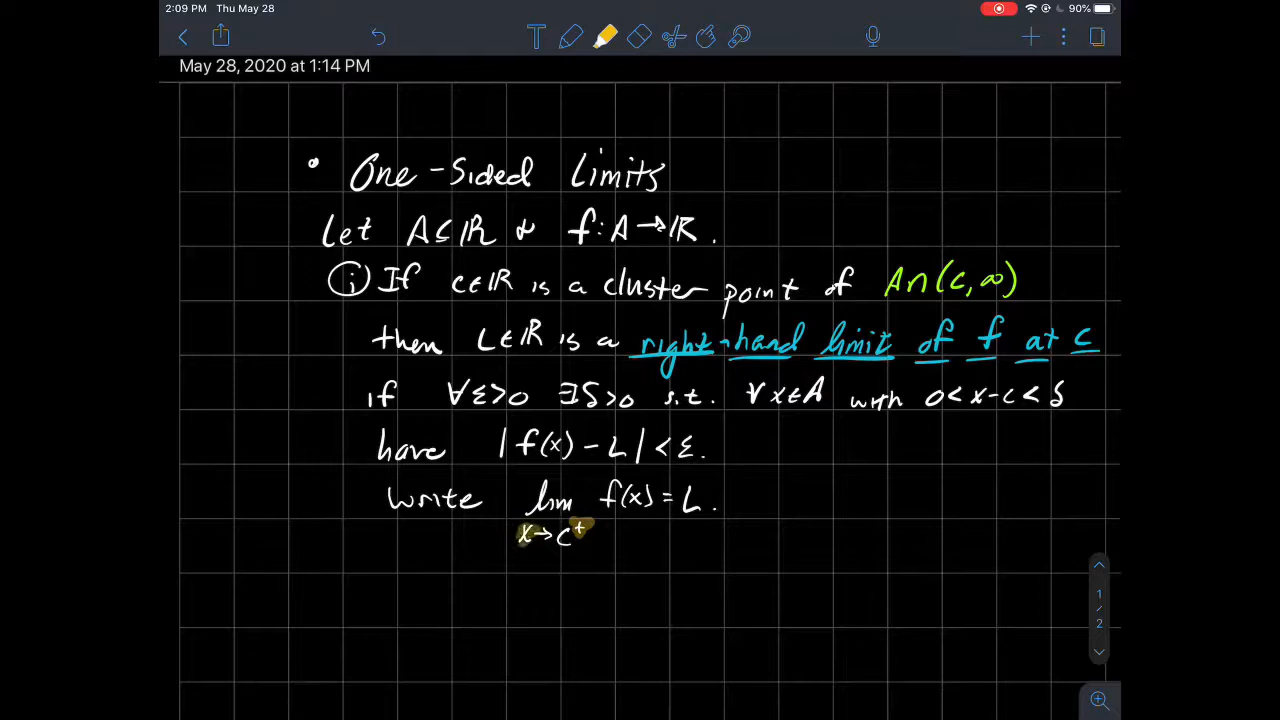 2:09 PM Thu May 28 90%
May 28, 2020 at 1:14 PM
• One-Sided Limits
Let A⊆ℝ & f: A→ℝ.
(i) If c∈ℝ is a cluster point of A∩(c,∞)
then L∈ℝ is a right-hand limit of f at c
if ∀ε>0 ∃δ>0 s.t. ∀x∈A with 0<x-c<δ
have |f(x)-L|<ε.
write lim f(x)=L.
x→c⁺
1
/
2